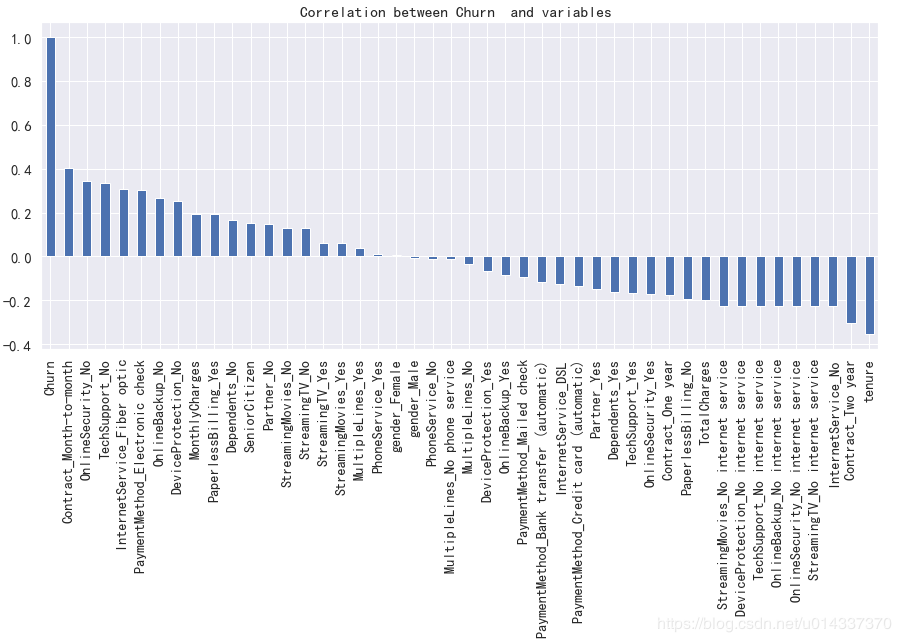 Correlation between Churn  and variables
1.0
0.8
0.6
0.4
0.2
0.0
-0.2
-0.4
Churn
Contract_Month-to-month
OnlineSecurity_No
TechSupport_No
InternetService_Fiber optic
PaymentMethod_Electronic check
OnlineBackup_No
DeviceProtection_No
MonthlyCharges
PaperlessBilling_Yes
Dependents_No
SeniorCitizen
Partner_No
StreamingMovies_No
StreamingTV_No
StreamingTV_Yes
StreamingMovies_Yes
MultipleLines_Yes
PhoneService_Yes
gender_Female
gender_Male
PhoneService_No
MultipleLines_No phone service
MultipleLines_No
DeviceProtection_Yes
OnlineBackup_Yes
PaymentMethod_Mailed check
PaymentMethod_Bank transfer (automatic)
InternetService_DSL
PaymentMethod_Credit card (automatic)
Partner_Yes
Dependents_Yes
TechSupport_Yes
OnlineSecurity_Yes
Contract_One year
PaperlessBilling_No
TotalCharges
StreamingMovies_No internet service
DeviceProtection_No internet service
TechSupport_No internet service
OnlineBackup_No internet service
OnlineSecurity_No internet service
StreamingTV_No internet service
InternetService_No
Contract_Two year
tenure
https://blog.csdn.net/u014337370